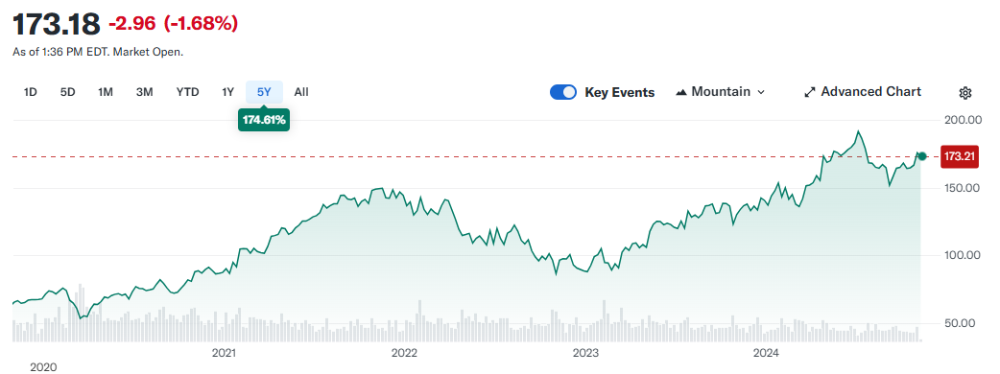 173.18 -2.96 (-1.68%)
As of 1:36 PM EDT. Market Open.
1D 5D 1M 3M YTD 1Y 5Y All Key Events Mountain Advanced Chart
174.61%
200.00
173.21
150.00
100.00
50.00
2021 2022 2023 2024
2020